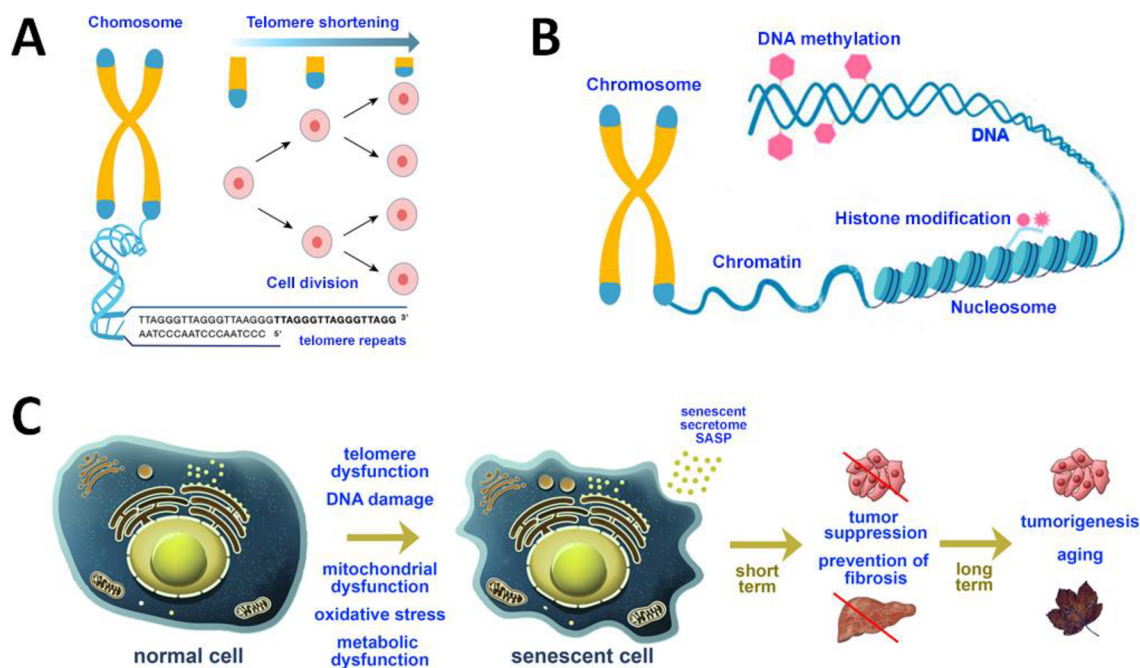 A
Chomosome
Telomere shortening
Cell division
TTAGGGTTAGGGTTAAGGGTTAGGGTTAGGGTTAGG 3'
AATCCCAATCCCAATCCC 5'
telomere repeats
B
DNA methylation
Chromosome
DNA
Histone modification
Chromatin
Nucleosome
C
normal cell
telomere
dysfunction
DNA damage
mitochondrial
dysfunction
oxidative stress
metabolic
dysfunction
senescent
secretome
SASP
senescent cell
short
term
tumor
suppression
prevention of
fibrosis
long
term
tumorigenesis
aging